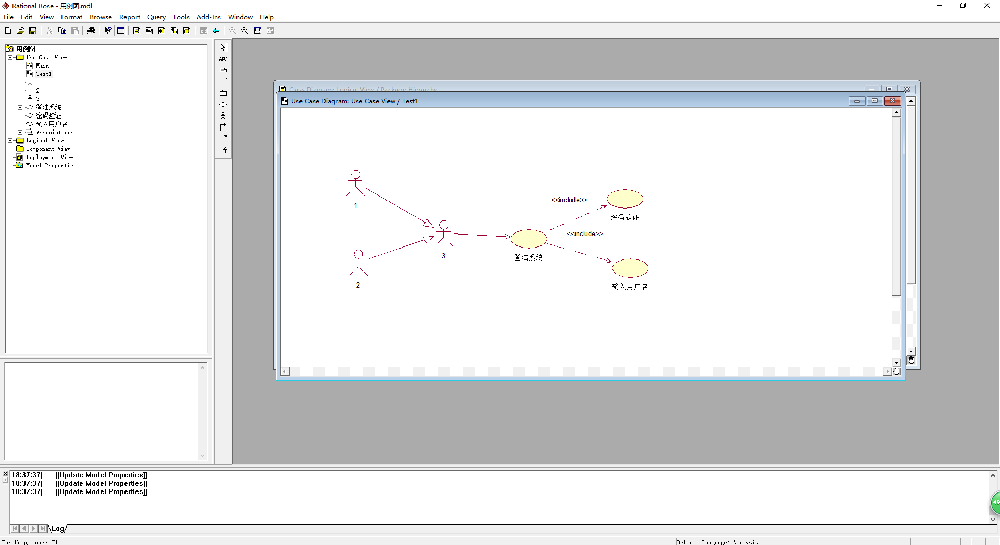 Rational Rose - 用例图.mdl
File Edit View Format Browse Report Query Tools Add-Ins Window Help
用例图
Use Case View
Main
Test1
1
2
3
登陆系统
密码验证
输入用户名
Associations
Logical View
Component View
Deployment View
Model Properties
ABC
Class Diagram: Logical View / Package Hierarchy
Use Case Diagram: Use Case View / Test1
<<include>>
1
密码验证
<<include>>
3
登陆系统
2
输入用户名
18:37:37| [[Update Model Properties]]
18:37:37| [[Update Model Properties]]
18:37:37| [[Update Model Properties]]
49
Log
For Help, press F1
Default Language: Analysis